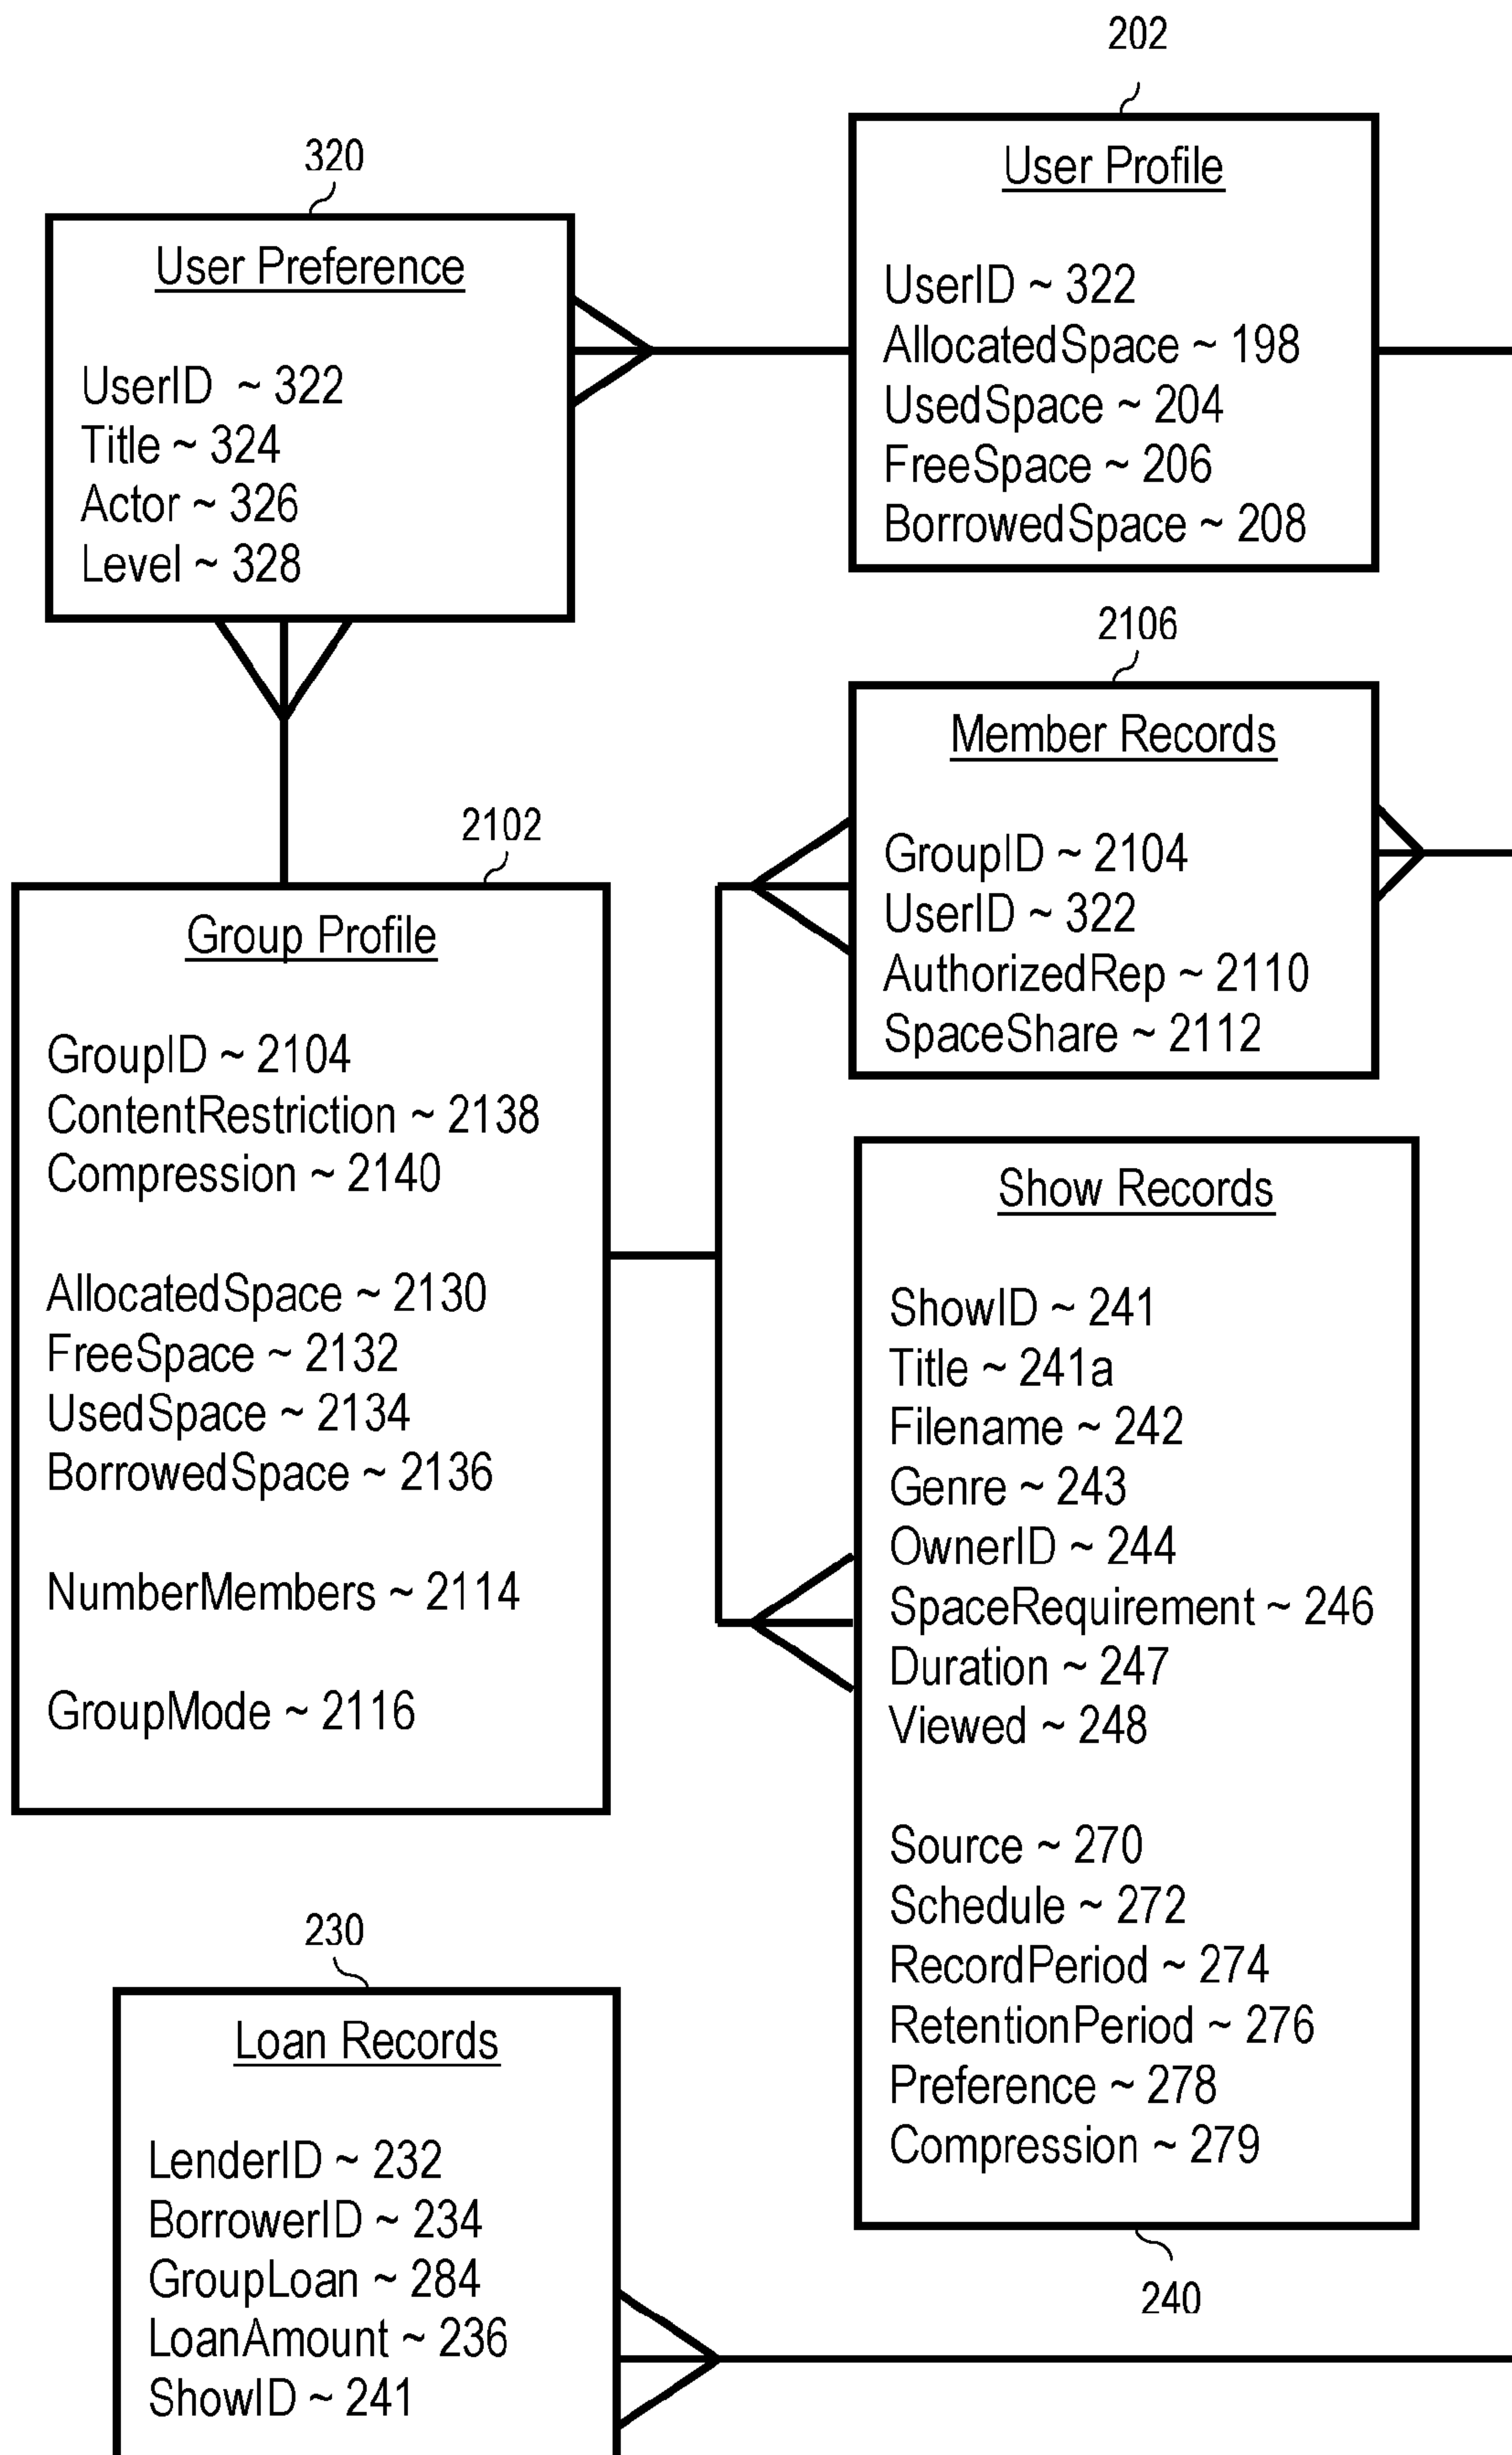 202
User Profile
UserID ~ 322
AllocatedSpace ~ 198
UsedSpace ~ 204
FreeSpace ~ 206
BorrowedSpace ~ 208
320
User Preference
UserID ~ 322
Title ~ 324
Actor ~ 326
Level ~ 328
2106
Member Records
GroupID ~ 2104
UserID ~ 322
AuthorizedRep ~ 2110
SpaceShare ~ 2112
2102
Group Profile
GroupID ~ 2104
ContentRestriction ~ 2138
Compression ~ 2140
AllocatedSpace ~ 2130
FreeSpace ~ 2132
UsedSpace ~ 2134
BorrowedSpace ~ 2136
NumberMembers ~ 2114
GroupMode ~ 2116
Show Records
ShowID ~ 241
Title ~ 241a
Filename ~ 242
Genre ~ 243
OwnerID ~ 244
SpaceRequirement ~ 246
Duration ~ 247
Viewed ~ 248
Source ~ 270
Schedule ~ 272
RecordPeriod ~ 274
RetentionPeriod ~ 276
Preference ~ 278
Compression ~ 279
240
230
Loan Records
LenderID ~ 232
BorrowerID ~ 234
GroupLoan ~ 284
LoanAmount ~ 236
ShowID ~ 241